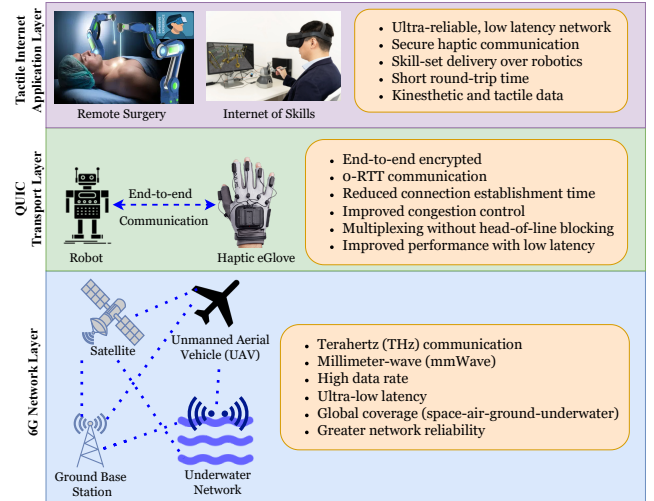 Tactile Internet
Application Layer
Remote Surgery
Internet of Skills
• Ultra-reliable, low latency network
• Secure haptic communication
• Skill-set delivery over robotics
• Short round-trip time
• Kinesthetic and tactile data
QUIC
Transport Layer
End-to-end
Communication
Robot
Haptic eGlove
• End-to-end encrypted
• 0-RTT communication
• Reduced connection establishment time
• Improved congestion control
• Multiplexing without head-of-line blocking
• Improved performance with low latency
6G Network Layer
Satellite
Unmanned Aerial
Vehicle (UAV)
Ground Base
Station
Underwater
Network
• Terahertz (THz) communication
• Millimeter-wave (mmWave)
• High data rate
• Ultra-low latency
• Global coverage (space-air-ground-underwater)
• Greater network reliability